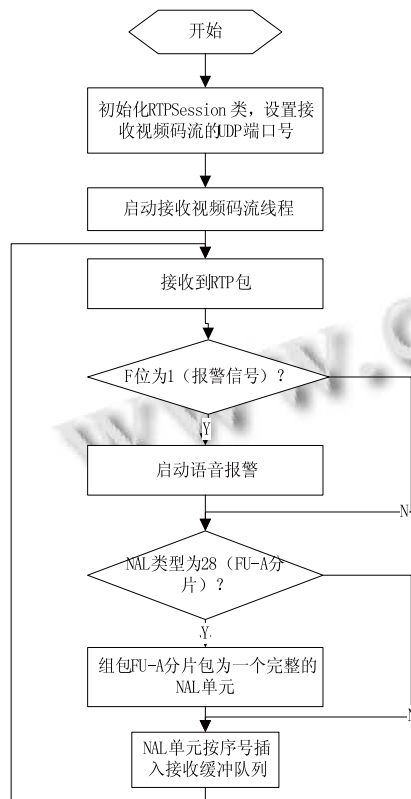 开始
初始化RTPSession 类，设置接
收视频码流的UDP端口号
启动接收视频码流线程
接收到RTP包
F位为1（报警信号）？
Y
启动语音报警
N
NAL类型为28（FU-A分
片）？
Y
组包FU-A分片包为一个完整的
NAL单元
N
NAL单元按序号插
入接收缓冲队列